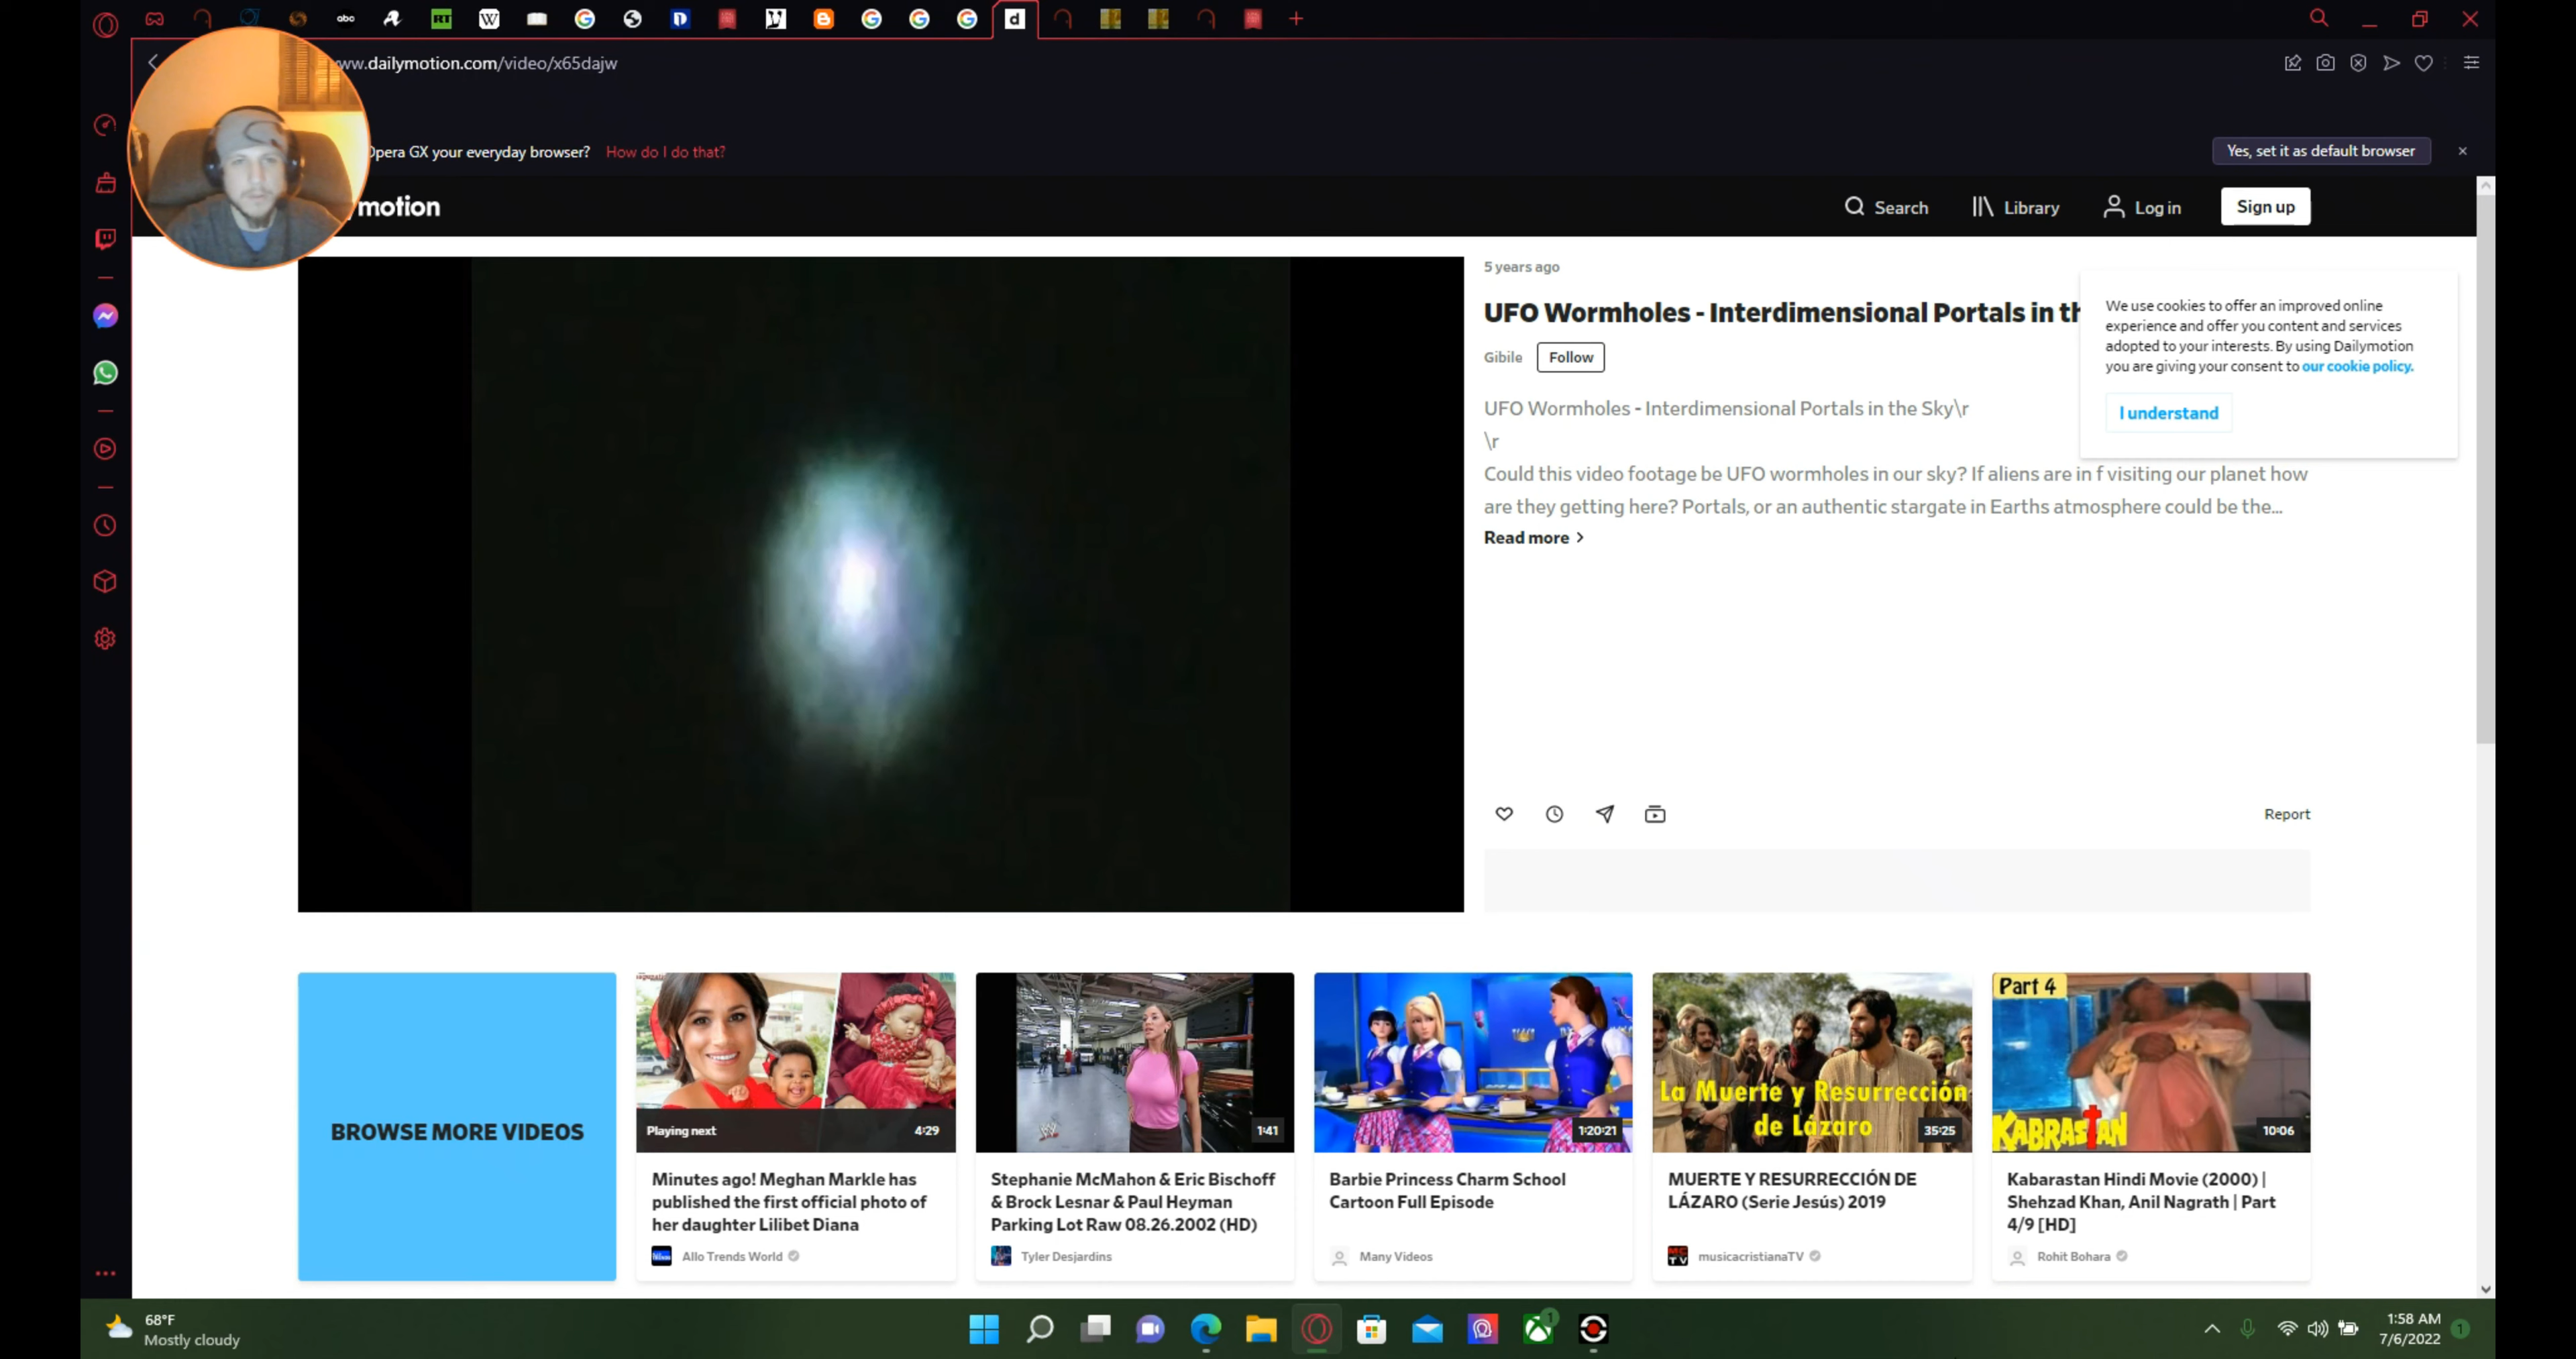 abc
RT
W
D
d
ww.dailymotion.com/video/x65dajw
Opera GX your everyday browser? How do I do that?
Yes, set it as default browser
motion
Search
Library
Log in
Sign up
5 years ago
UFO Wormholes - Interdimensional Portals in th
Gibile
Follow
UFO Wormholes - Interdimensional Portals in the Sky\r
\r
Could this video footage be UFO wormholes in our sky? If aliens are in f visiting our planet how
are they getting here? Portals, or an authentic stargate in Earths atmosphere could be the...
Read more
We use cookies to offer an improved online
experience and offer you content and services
adopted to your interests. By using Dailymotion
you are giving your consent to our cookie policy.
I understand
Report
BROWSE MORE VIDEOS
Playing next
4:29
Minutes ago! Meghan Markle has
published the first official photo of
her daughter Lilibet Diana
Allo Trends World
1:41
Stephanie McMahon & Eric Bischoff
& Brock Lesnar & Paul Heyman
Parking Lot Raw 08.26.2002 (HD)
Tyler Desjardins
1:20:21
Barbie Princess Charm School
Cartoon Full Episode
Many Videos
La Muerte y Resurrección
de Lázaro
35:25
MUERTE Y RESURRECCIÓN DE
LÁZARO (Serie Jesús) 2019
MC
TV
musicacristianaTV
Part 4
KABRASTAN
10:06
Kabarastan Hindi Movie (2000) |
Shehzad Khan, Anil Nagrath | Part
4/9 [HD]
Rohit Bohara
68°F
Mostly cloudy
1
1:58 AM
7/6/2022
1